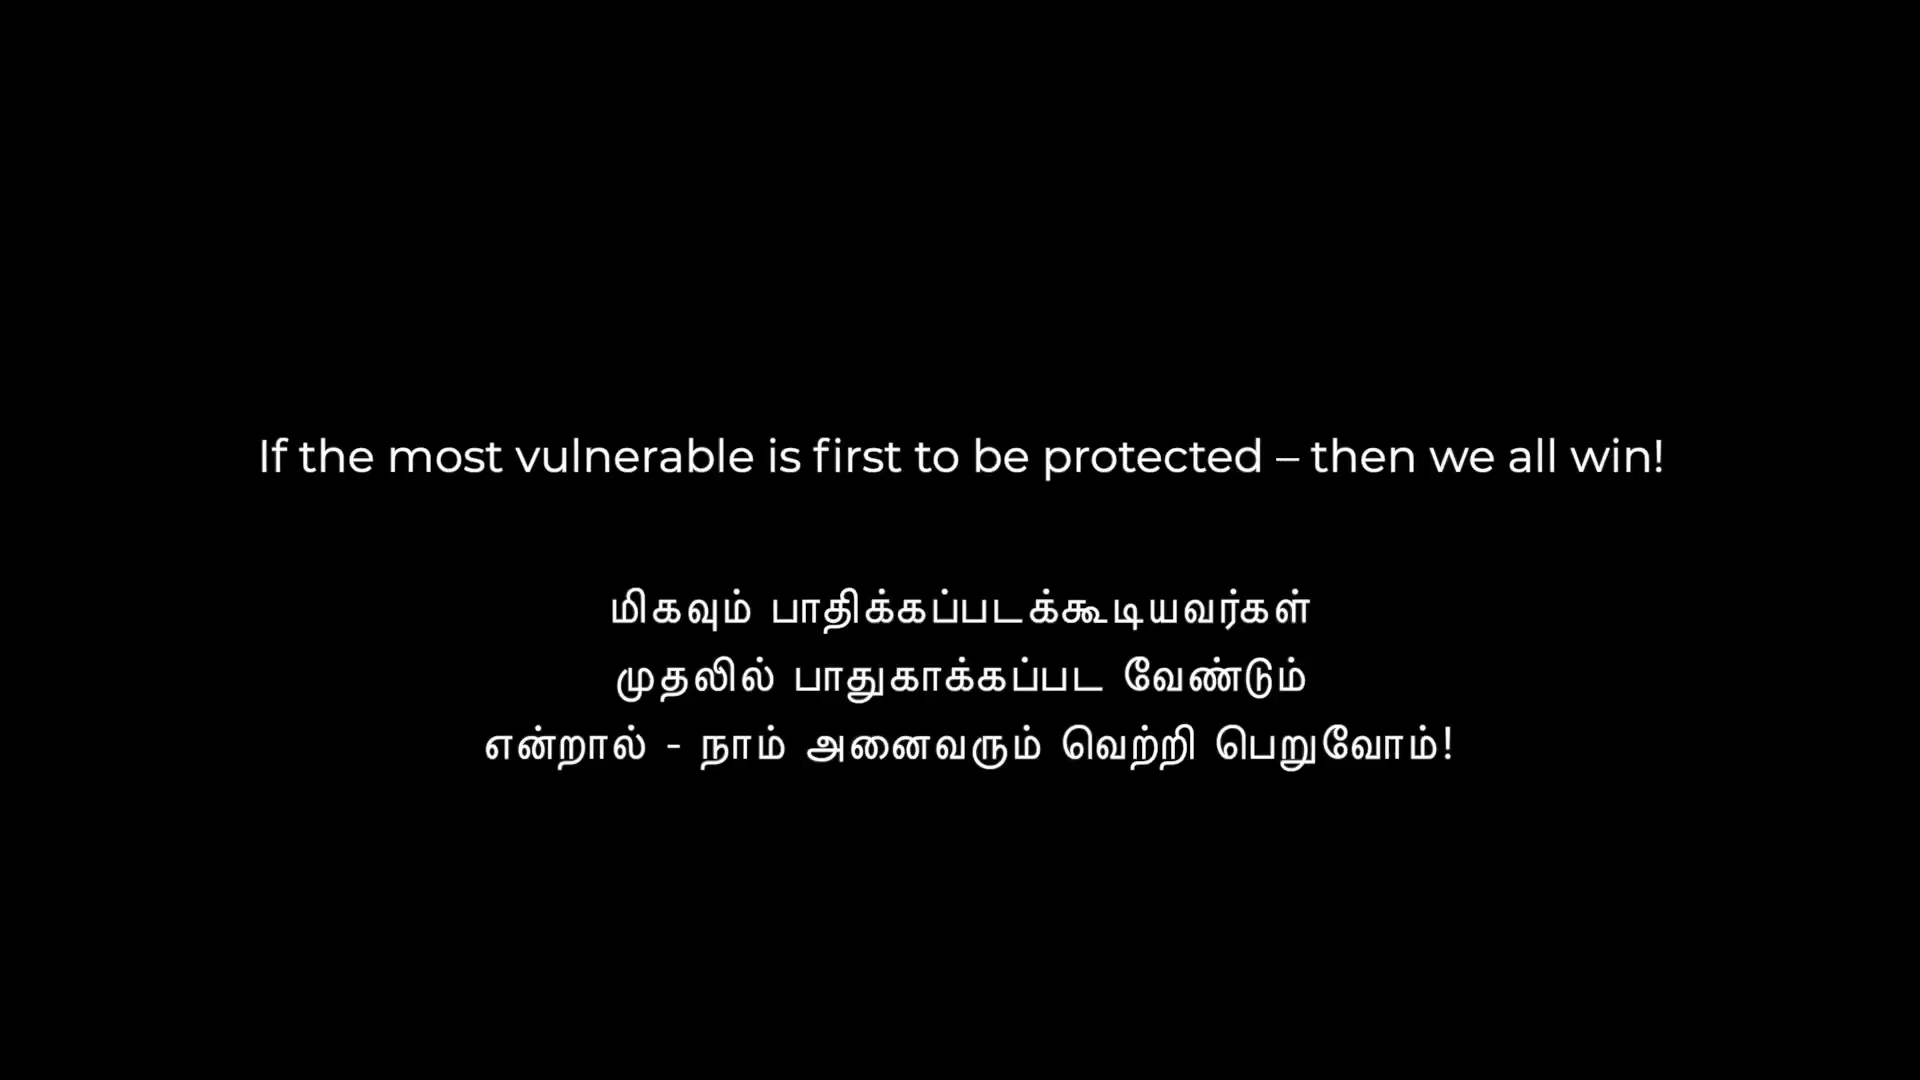 If the most vulnerable is first to be protected – then we all win!
மிகவும் பாதிக்கப்படக்கூடியவர்கள்
முதலில் பாதுகாக்கப்பட வேண்டும்
என்றால் - நாம் அனைவரும் வெற்றி பெறுவோம்!